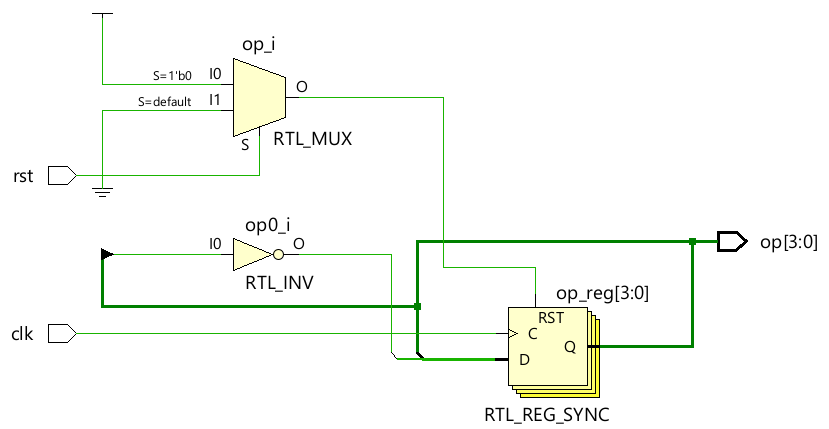 op_i
S=1'b0
I0
O
S=default
I1
S
RTL_MUX
rst
op0_i
I0
O
RTL_INV
op[3:0]
op_reg[3:0]
RST
clk
C
Q
D
RTL_REG_SYNC